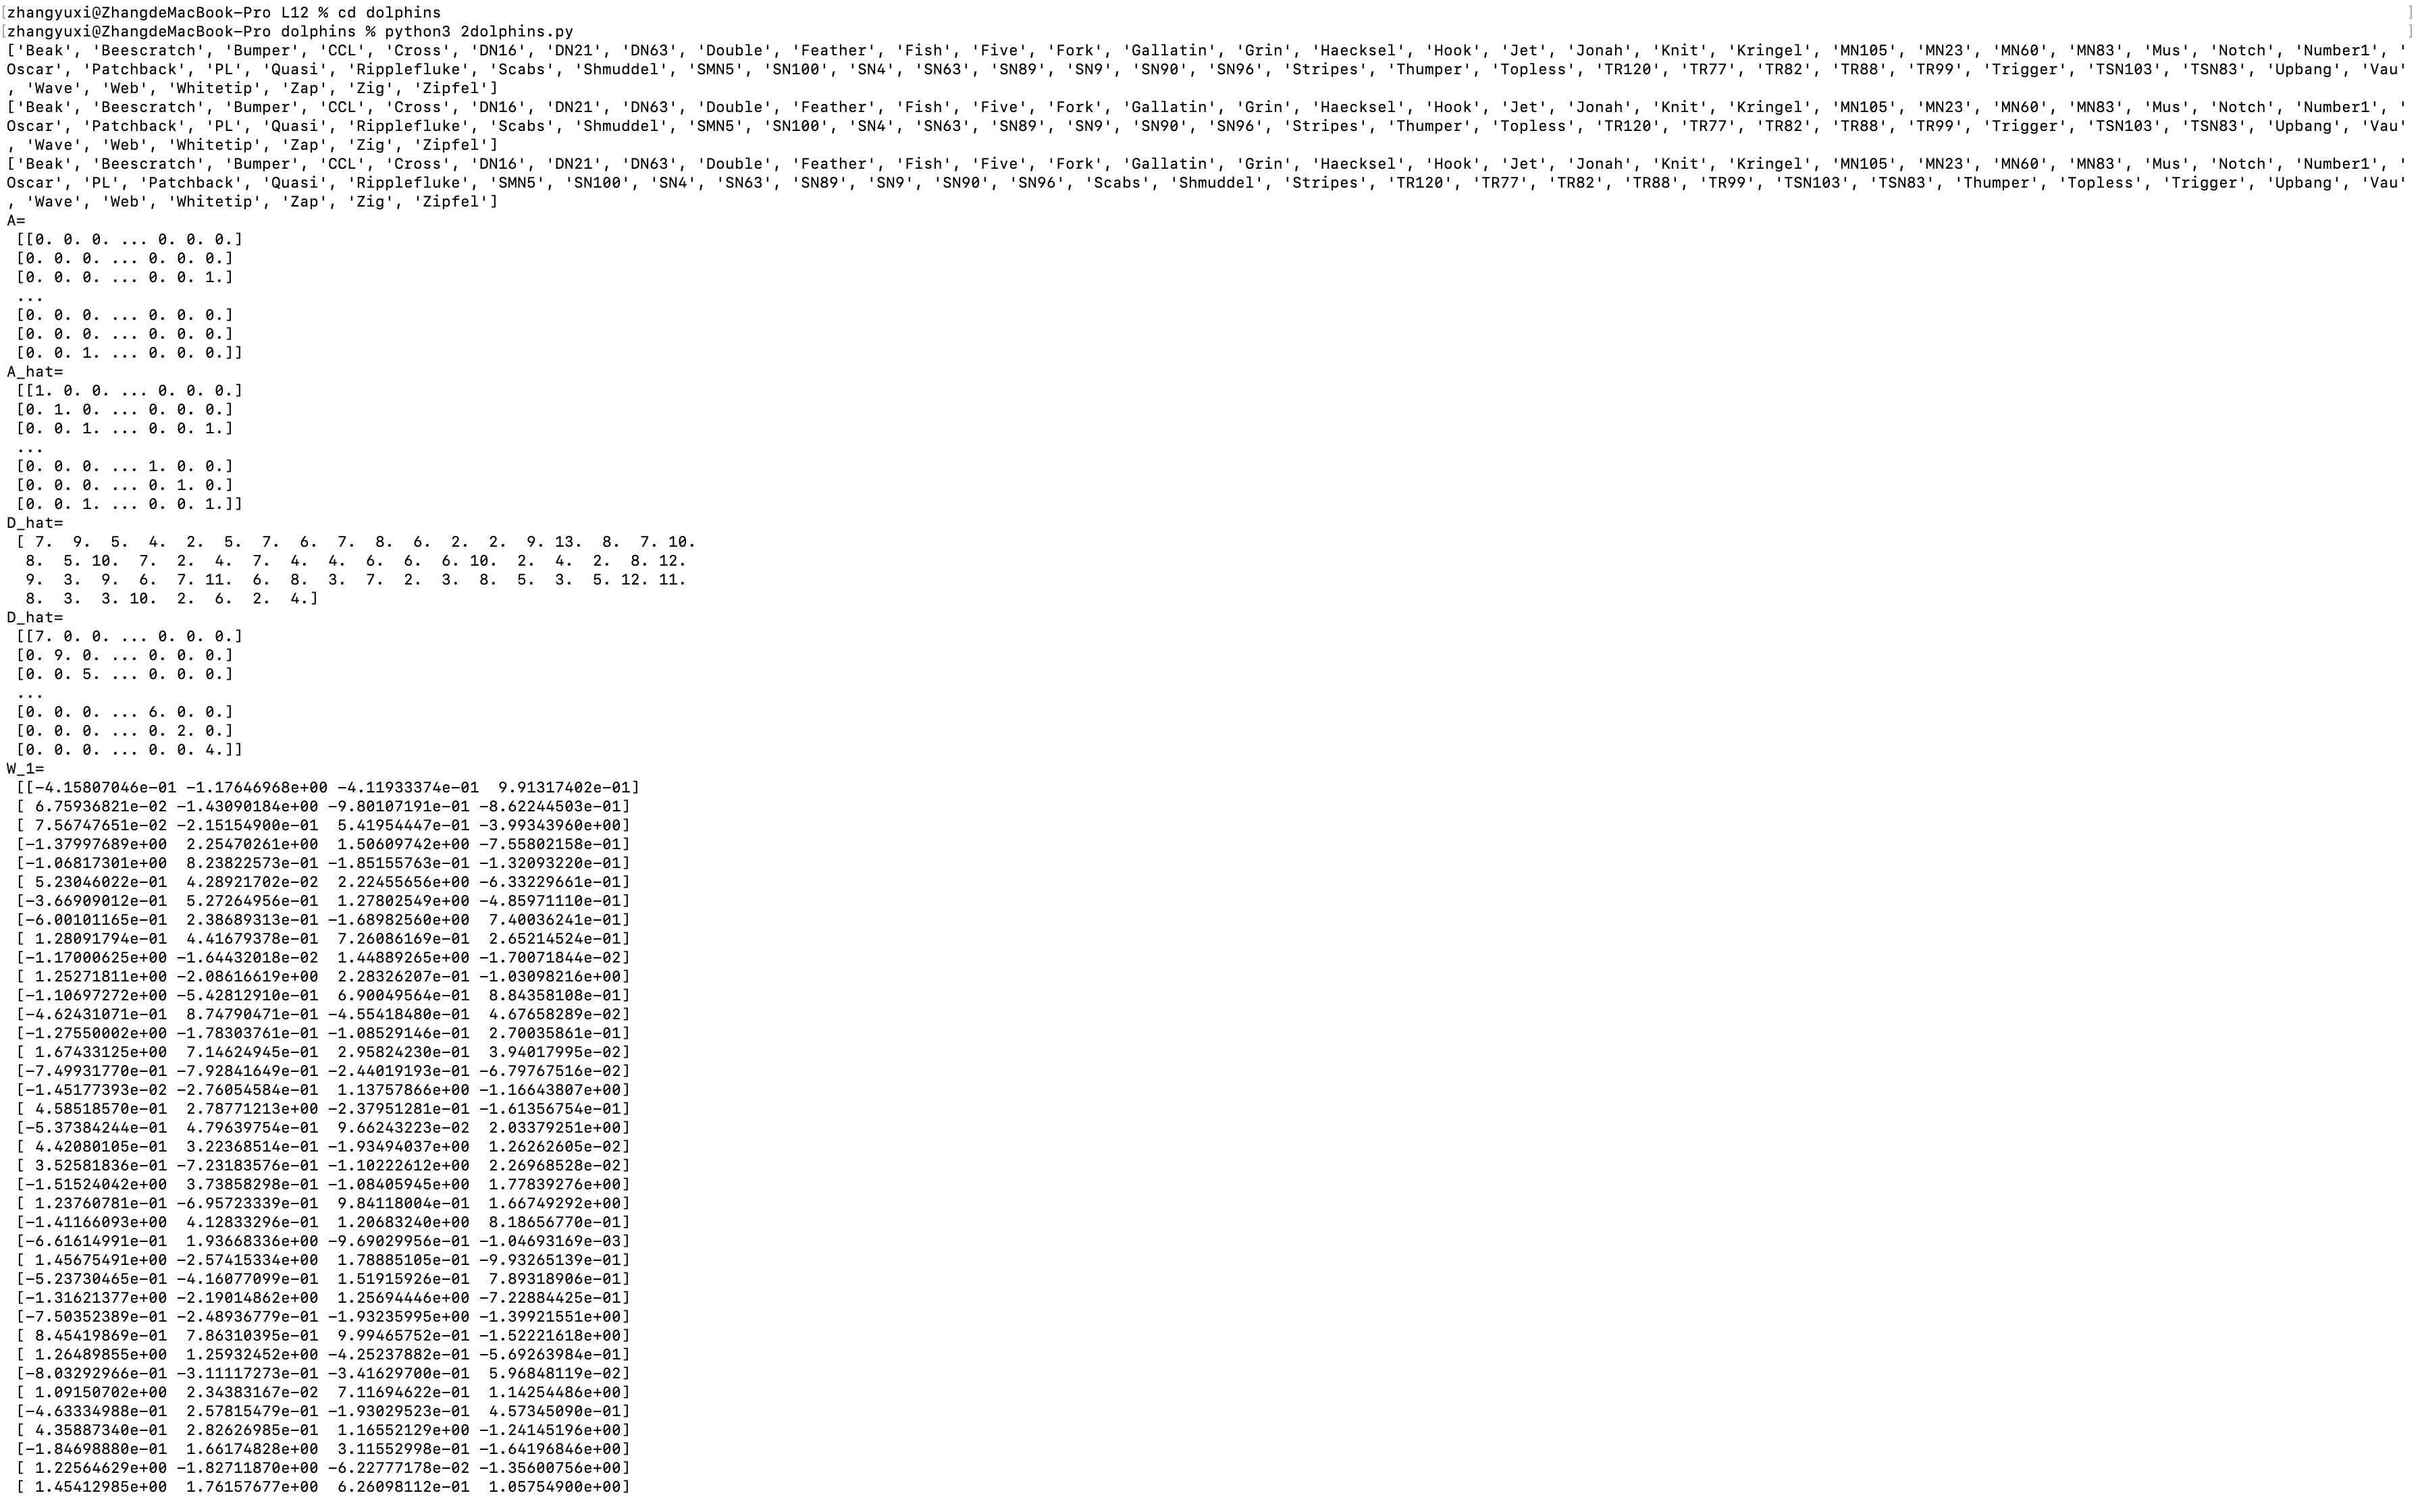 [zhangyuxi@ZhangdeMacBook-Pro L12 % cd dolphins ]
[zhangyuxi@ZhangdeMacBook-Pro dolphins % python3 2dolphins.py ]
['Beak', 'Beescratch', 'Bumper', 'CCL', 'Cross', 'DN16', 'DN21', 'DN63', 'Double', 'Feather', 'Fish', 'Five', 'Fork', 'Gallatin', 'Grin', 'Haecksel', 'Hook', 'Jet', 'Jonah', 'Knit', 'Kringel', 'MN105', 'MN23', 'MN60', 'MN83', 'Mus', 'Notch', 'Number1', '
Oscar', 'Patchback', 'PL', 'Quasi', 'Ripplefluke', 'Scabs', 'Shmuddel', 'SMN5', 'SN100', 'SN4', 'SN63', 'SN89', 'SN9', 'SN90', 'SN96', 'Stripes', 'Thumper', 'Topless', 'TR120', 'TR77', 'TR82', 'TR88', 'TR99', 'Trigger', 'TSN103', 'TSN83', 'Upbang', 'Vau'
, 'Wave', 'Web', 'Whitetip', 'Zap', 'Zig', 'Zipfel']
['Beak', 'Beescratch', 'Bumper', 'CCL', 'Cross', 'DN16', 'DN21', 'DN63', 'Double', 'Feather', 'Fish', 'Five', 'Fork', 'Gallatin', 'Grin', 'Haecksel', 'Hook', 'Jet', 'Jonah', 'Knit', 'Kringel', 'MN105', 'MN23', 'MN60', 'MN83', 'Mus', 'Notch', 'Number1', '
Oscar', 'Patchback', 'PL', 'Quasi', 'Ripplefluke', 'Scabs', 'Shmuddel', 'SMN5', 'SN100', 'SN4', 'SN63', 'SN89', 'SN9', 'SN90', 'SN96', 'Stripes', 'Thumper', 'Topless', 'TR120', 'TR77', 'TR82', 'TR88', 'TR99', 'Trigger', 'TSN103', 'TSN83', 'Upbang', 'Vau'
, 'Wave', 'Web', 'Whitetip', 'Zap', 'Zig', 'Zipfel']
['Beak', 'Beescratch', 'Bumper', 'CCL', 'Cross', 'DN16', 'DN21', 'DN63', 'Double', 'Feather', 'Fish', 'Five', 'Fork', 'Gallatin', 'Grin', 'Haecksel', 'Hook', 'Jet', 'Jonah', 'Knit', 'Kringel', 'MN105', 'MN23', 'MN60', 'MN83', 'Mus', 'Notch', 'Number1', '
Oscar', 'PL', 'Patchback', 'Quasi', 'Ripplefluke', 'SMN5', 'SN100', 'SN4', 'SN63', 'SN89', 'SN9', 'SN90', 'SN96', 'Scabs', 'Shmuddel', 'Stripes', 'TR120', 'TR77', 'TR82', 'TR88', 'TR99', 'TSN103', 'TSN83', 'Thumper', 'Topless', 'Trigger', 'Upbang', 'Vau'
, 'Wave', 'Web', 'Whitetip', 'Zap', 'Zig', 'Zipfel']
A=
[[0. 0. 0. ... 0. 0. 0.]
[0. 0. 0. ... 0. 0. 0.]
[0. 0. 0. ... 0. 0. 1.]
...
[0. 0. 0. ... 0. 0. 0.]
[0. 0. 0. ... 0. 0. 0.]
[0. 0. 1. ... 0. 0. 0.]]
A_hat=
[[1. 0. 0. ... 0. 0. 0.]
[0. 1. 0. ... 0. 0. 0.]
[0. 0. 1. ... 0. 0. 1.]
...
[0. 0. 0. ... 1. 0. 0.]
[0. 0. 0. ... 0. 1. 0.]
[0. 0. 1. ... 0. 0. 1.]]
D_hat=
[ 7.  9.  5.  4.  2.  5.  7.  6.  7.  8.  6.  2.  2.  9. 13.  8.  7. 10.
8.  5. 10.  7.  2.  4.  7.  4.  4.  6.  6.  6. 10.  2.  4.  2.  8. 12.
9.  3.  9.  6.  7. 11.  6.  8.  3.  7.  2.  3.  8.  5.  3.  5. 12. 11.
8.  3.  3. 10.  2.  6.  2.  4.]
D_hat=
[[7. 0. 0. ... 0. 0. 0.]
[0. 9. 0. ... 0. 0. 0.]
[0. 0. 5. ... 0. 0. 0.]
...
[0. 0. 0. ... 6. 0. 0.]
[0. 0. 0. ... 0. 2. 0.]
[0. 0. 0. ... 0. 0. 4.]]
W_1=
[[-4.15807046e-01 -1.17646968e+00 -4.11933374e-01  9.91317402e-01]
[ 6.75936821e-02 -1.43090184e+00 -9.80107191e-01 -8.62244503e-01]
[ 7.56747651e-02 -2.15154900e-01  5.41954447e-01 -3.99343960e+00]
[-1.37997689e+00  2.25470261e+00  1.50609742e+00 -7.55802158e-01]
[-1.06817301e+00  8.23822573e-01 -1.85155763e-01 -1.32093220e-01]
[ 5.23046022e-01  4.28921702e-02  2.22455656e+00 -6.33229661e-01]
[-3.66909012e-01  5.27264956e-01  1.27802549e+00 -4.85971110e-01]
[-6.00101165e-01  2.38689313e-01 -1.68982560e+00  7.40036241e-01]
[ 1.28091794e-01  4.41679378e-01  7.26086169e-01  2.65214524e-01]
[-1.17000625e+00 -1.64432018e-02  1.44889265e+00 -1.70071844e-02]
[ 1.25271811e+00 -2.08616619e+00  2.28326207e-01 -1.03098216e+00]
[-1.10697272e+00 -5.42812910e-01  6.90049564e-01  8.84358108e-01]
[-4.62431071e-01  8.74790471e-01 -4.55418480e-01  4.67658289e-02]
[-1.27550002e+00 -1.78303761e-01 -1.08529146e-01  2.70035861e-01]
[ 1.67433125e+00  7.14624945e-01  2.95824230e-01  3.94017995e-02]
[-7.49931770e-01 -7.92841649e-01 -2.44019193e-01 -6.79767516e-02]
[-1.45177393e-02 -2.76054584e-01  1.13757866e+00 -1.16643807e+00]
[ 4.58518570e-01  2.78771213e+00 -2.37951281e-01 -1.61356754e-01]
[-5.37384244e-01  4.79639754e-01  9.66243223e-02  2.03379251e+00]
[ 4.42080105e-01  3.22368514e-01 -1.93494037e+00  1.26262605e-02]
[ 3.52581836e-01 -7.23183576e-01 -1.10222612e+00  2.26968528e-02]
[-1.51524042e+00  3.73858298e-01 -1.08405945e+00  1.77839276e+00]
[ 1.23760781e-01 -6.95723339e-01  9.84118004e-01  1.66749292e+00]
[-1.41166093e+00  4.12833296e-01  1.20683240e+00  8.18656770e-01]
[-6.61614991e-01  1.93668336e+00 -9.69029956e-01 -1.04693169e-03]
[ 1.45675491e+00 -2.57415334e+00  1.78885105e-01 -9.93265139e-01]
[-5.23730465e-01 -4.16077099e-01  1.51915926e-01  7.89318906e-01]
[-1.31621377e+00 -2.19014862e+00  1.25694446e+00 -7.22884425e-01]
[-7.50352389e-01 -2.48936779e-01 -1.93235995e+00 -1.39921551e+00]
[ 8.45419869e-01  7.86310395e-01  9.99465752e-01 -1.52221618e+00]
[ 1.26489855e+00  1.25932452e+00 -4.25237882e-01 -5.69263984e-01]
[-8.03292966e-01 -3.11117273e-01 -3.41629700e-01  5.96848119e-02]
[ 1.09150702e+00  2.34383167e-02  7.11694622e-01  1.14254486e+00]
[-4.63334988e-01  2.57815479e-01 -1.93029523e-01  4.57345090e-01]
[ 4.35887340e-01  2.82626985e-01  1.16552129e+00 -1.24145196e+00]
[-1.84698880e-01  1.66174828e+00  3.11552998e-01 -1.64196846e+00]
[ 1.22564629e+00 -1.82711870e+00 -6.22777178e-02 -1.35600756e+00]
[ 1.45412985e+00  1.76157677e+00  6.26098112e-01  1.05754900e+00]